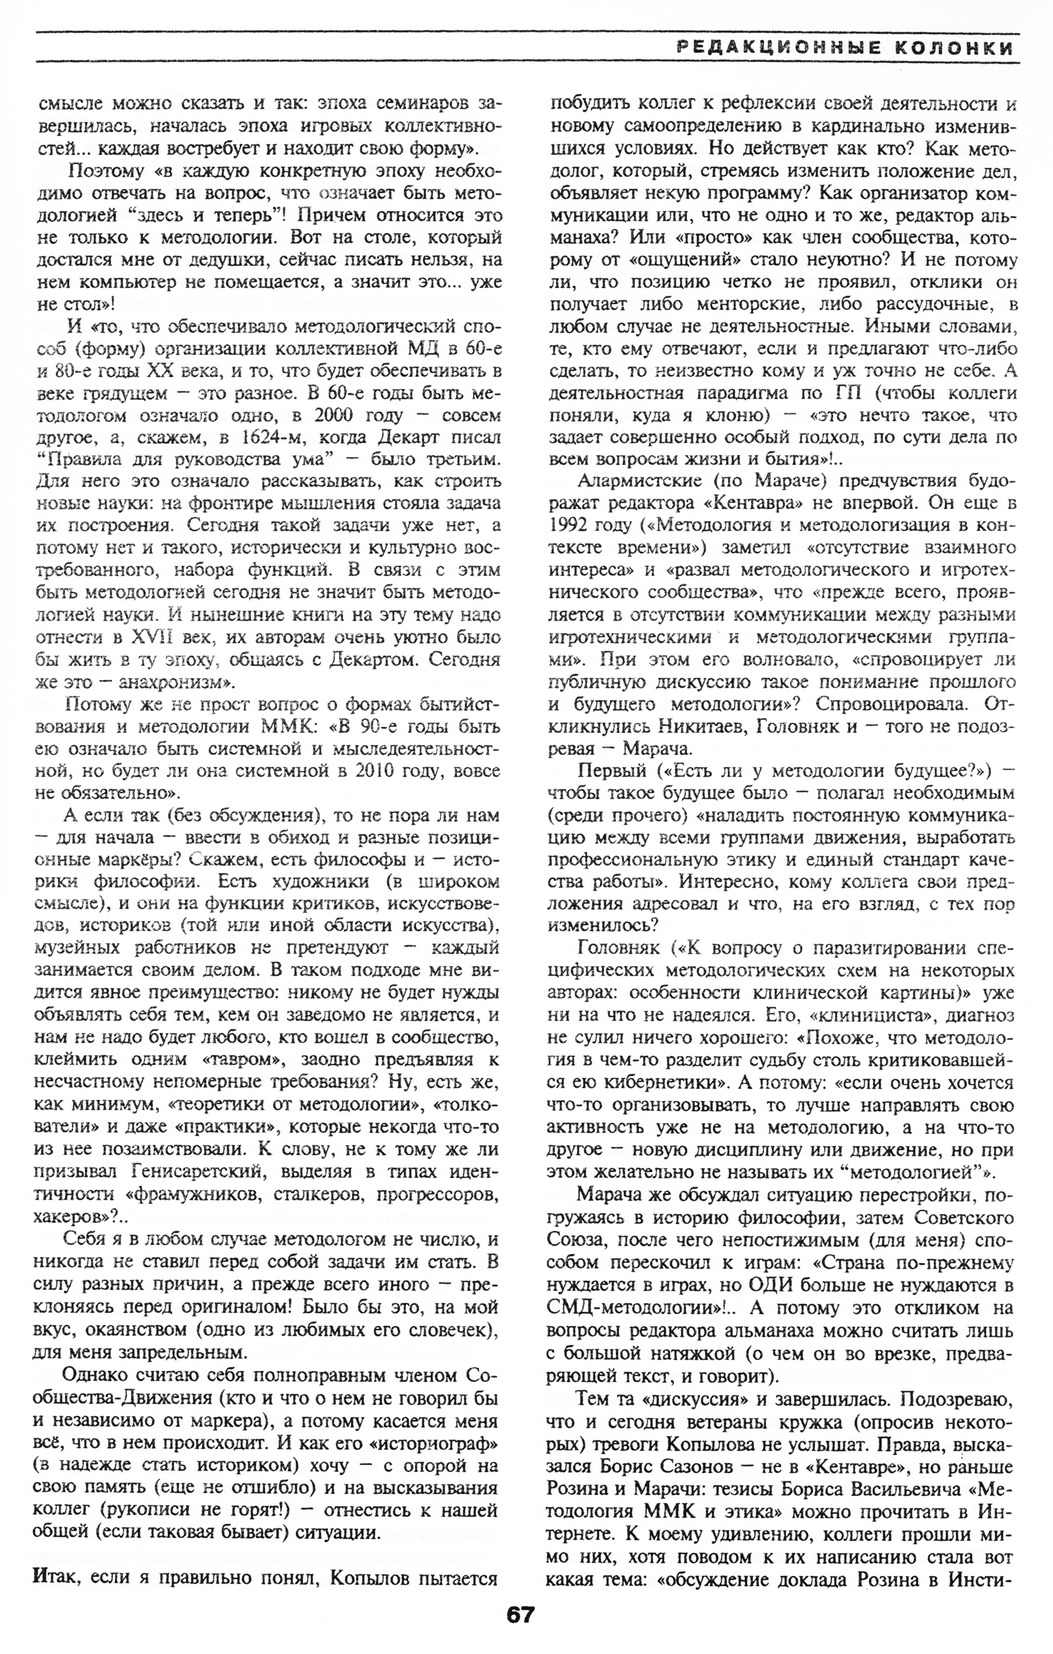 РЕДАКЦИОННЫЕ КОЛОНКИ
смысле можно сказать и так: эпоха семинаров за-
вершилась, началась эпоха игровых коллективно-
стей... каждая востребует и находит свою форму».
Поэтому «в каждую конкретную эпоху необхо-
димо отвечать на вопрос, что означает быть мето-
дологией “здесь и теперь”! Причем относится это
не только к методологии. Вот на столе, который
достался мне от дедушки, сейчас писать нельзя, на
нем компьютер не помещается, а значит это... уже
не стол»!
И «то, что обеспечивало методологический спо-
соб (форму) организации коллективной МД в 60-е
и 80-е годы XX века, и то, что будет обеспечивать в
веке грядущем — это разное. В 60-е годы быть ме-
тодологом означало одно, в 2000 году — совсем
другое, а, скажем, в 1624-м, когда Декарт писал
“Правила для руководства ума” — было третьим.
Для него это означало рассказывать, как строить
новые науки: на фронтире мышления стояла задача
их построения. Сегодня такой задачи уже нет, а
потому нет и такого, исторически и культурно вос-
требованного, набора функций. В связи с этим
быть методологией сегодня не значит быть методо-
логией науки. И нынешние книги на эту тему надо
отнести в XVII век, их авторам очень уютно было
бы жить в ту эпоху, общаясь с Декартом. Сегодня
же это — анахронизм».
Потому же не прост вопрос о формах бытийст-
вования и методологии ММК: «В 90-е годы быть
ею означало быть системной и мыследеятельност-
ной, но будет ли она системной в 2010 году, вовсе
не обязательно».
А если так (без обсуждения), то не пора ли нам
— для начала — ввести в обиход и разные позици-
онные маркёры? Скажем, есть философы и — исто-
рики философии. Есть художники (в широком
смысле), и они на функции критиков, искусствове-
дов, историков (той или иной области искусства),
музейных работников не претендуют — каждый
занимается своим делом. В таком подходе мне ви-
дится явное преимущество: никому не будет нужды
объявлять себя тем, кем он заведомо не является, и
нам не надо будет любого, кто вошел в сообщество,
клеймить одним «тавром», заодно предъявляя к
несчастному непомерные требования? Ну, есть же,
как минимум, «теоретики от методологии», «толко-
ватели» и даже «практики», которые некогда что-то
из нее позаимствовали. К слову, не к тому же ли
призывал Генисаретский, выделяя в типах иден-
тичности «фрамужников, сталкеров, прогрессоров,
хакеров»?..
Себя я в любом случае методологом не числю, и
никогда не ставил перед собой задачи им стать. В
силу разных причин, а прежде всего иного — пре-
клоняясь перед оригиналом! Было бы это, на мой
вкус, окаянством (одно из любимых его словечек),
для меня запредельным.
Однако считаю себя полноправным членом Со-
общества-Движения (кто и что о нем не говорил бы
и независимо от маркера), а потому касается меня
всё, что в нем происходит. И как его «историограф»
(в надежде стать историком) хочу — с опорой на
свою память (еще не отшибло) и на высказывания
коллег (рукописи не горят!) — отнестись к нашей
общей (если таковая бывает) ситуации.
Итак, если я правильно понял, Копылов пытается
побудить коллег к рефлексии своей деятельности и
новому самоопределению в кардинально изменив-
шихся условиях. Но действует как кто? Как мето-
долог, который, стремясь изменить положение дел,
объявляет некую программу? Как организатор ком-
муникации или, что не одно и то же, редактор аль-
манаха? Или «просто» как член сообщества, кото-
рому от «ощущений» стало неуютно? И не потому
ли, что позицию четко не проявил, отклики он
получает либо менторские, либо рассудочные, в
любом случае не деятельностные. Иными словами,
те, кто ему отвечают, если и предлагают что-либо
сделать, то неизвестно кому и уж точно не себе. А
деятельностная парадигма по ГП (чтобы коллеги
поняли, куда я клоню) — «это нечто такое, что
задает совершенно особый подход, по сути дела по
всем вопросам жизни и бытия»!..
Алармистские (по Мараче) предчувствия будо-
ражат редактора «Кентавра» не впервой. Он еще в
1992 году («Методология и методологизация в кон-
тексте времени») заметил «отсутствие взаимного
интереса» и «развал методологического и игротех-
нического сообщества», что «прежде всего, прояв-
ляется в отсутствии коммуникации между разными
игротехническими и методологическими группа-
ми». При этом его волновало, «спровоцирует ли
публичную дискуссию такое понимание прошлого
и будущего методологии»? Спровоцировала. От-
кликнулись Никитаев, Головняк и — того не подоз-
ревая — Марача.
Первый («Есть ли у методологии будущее?») —
чтобы такое будущее было — полагал необходимым
(среди прочего) «наладить постоянную коммуника-
цию между всеми группами движения, выработать
профессиональную этику и единый стандарт каче-
ства работы». Интересно, кому коллега свои пред-
ложения адресовал и что, на его взгляд, с тех пор
изменилось?
Головняк («К вопросу о паразитировании спе-
цифических методологических схем на некоторых
авторах: особенности клинической картины)» уже
ни на что не надеялся. Его, «клинициста», диагноз
не сулил ничего хорошего: «Похоже, что методоло-
гия в чем-то разделит судьбу столь критиковавшей-
ся ею кибернетики». А потому: «если очень хочется
что-то организовывать, то лучше направлять свою
активность уже не на методологию, а на что-то
другое — новую дисциплину или движение, но при
этом желательно не называть их “методологией”».
Марача же обсуждал ситуацию перестройки, по-
гружаясь в историю философии, затем Советского
Союза, после чего непостижимым (для меня) спо-
собом перескочил к играм: «Страна по-прежнему
нуждается в играх, но ОДИ больше не нуждаются в
СМД-методологии»!.. А потому это откликом на
вопросы редактора альманаха можно считать лишь
с большой натяжкой (о чем он во врезке, предва-
ряющей текст, и говорит).
Тем та «дискуссия» и завершилась. Подозреваю,
что и сегодня ветераны кружка (опросив некото-
рых) тревоги Копылова не услышат. Правда, выска-
зался Борис Сазонов — не в «Кентавре», но раньше
Розина и Марачи: тезисы Бориса Васильевича «Ме-
тодология ММК и этика» можно прочитать в Ин-
тернете. К моему удивлению, коллеги прошли ми-
мо них, хотя поводом к их написанию стала вот
какая тема: «обсуждение доклада Розина в Инсти-
67